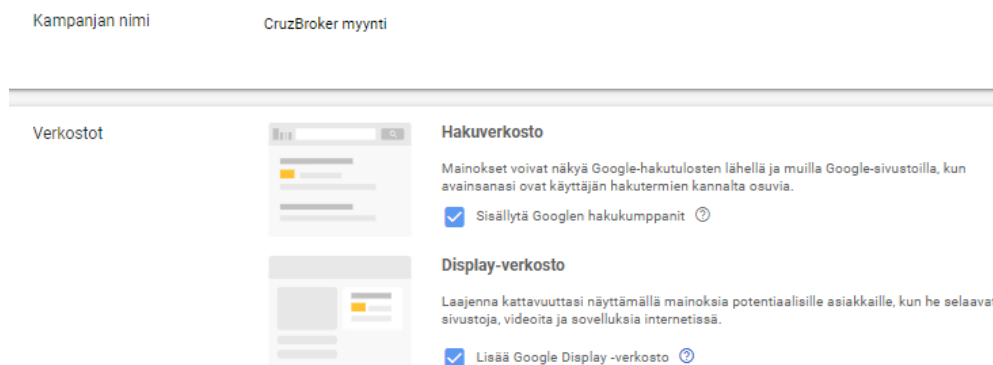 Kampanjan nimi
CruzBroker myynti
Verkostot
Hakuverkosto
Mainokset voivat näkyä Google-hakutulosten lähellä ja muilla Google-sivustoilla, kun
avainsanasi ovat käyttäjän hakutermien kannalta osuvia.
Sisällytä Googlen hakukumppanit
Display-verkosto
Laajenna kattavuuttasi näyttämällä mainoksia potentiaalisille asiakkaille, kun he selaavat
sivustoja, videoita ja sovelluksia internetissä.
Lisää Google Display -verkosto